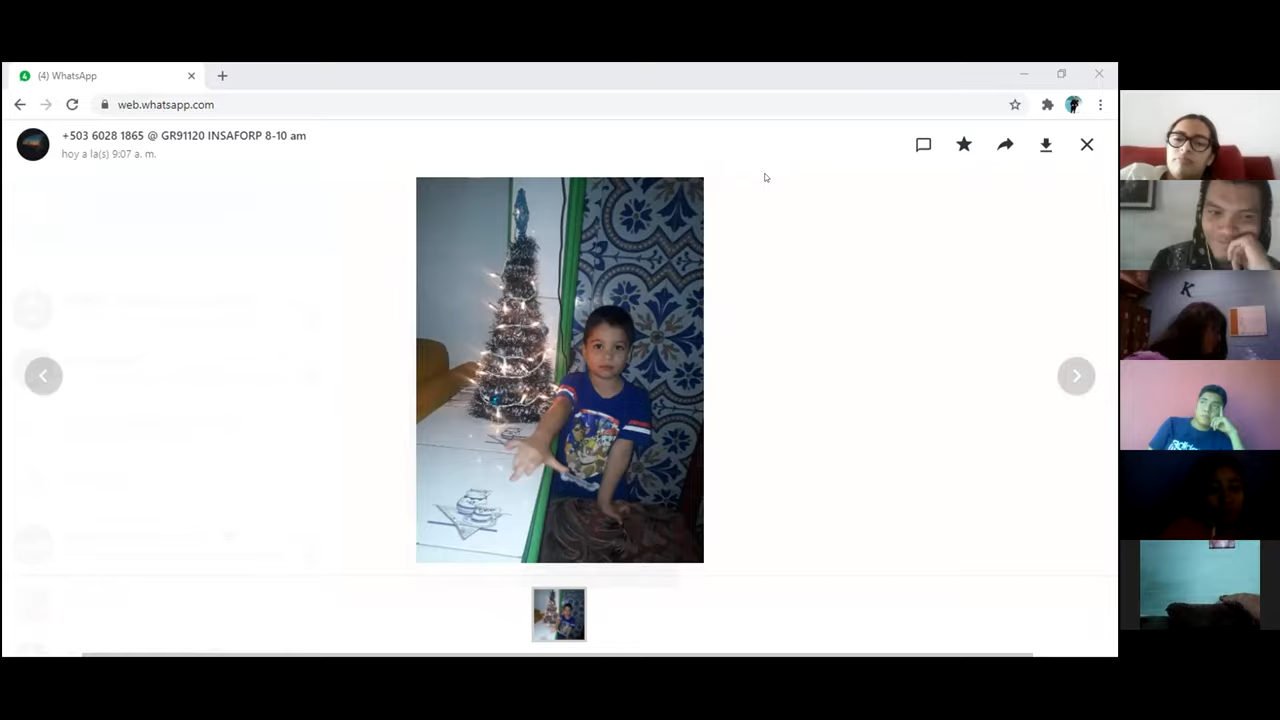 (4) WhatsApp
web.whatsapp.com
+503 6028 1865 @ GR91120 INSAFORP 8-10 am
hoy a la(s) 9:07 a. m.
K